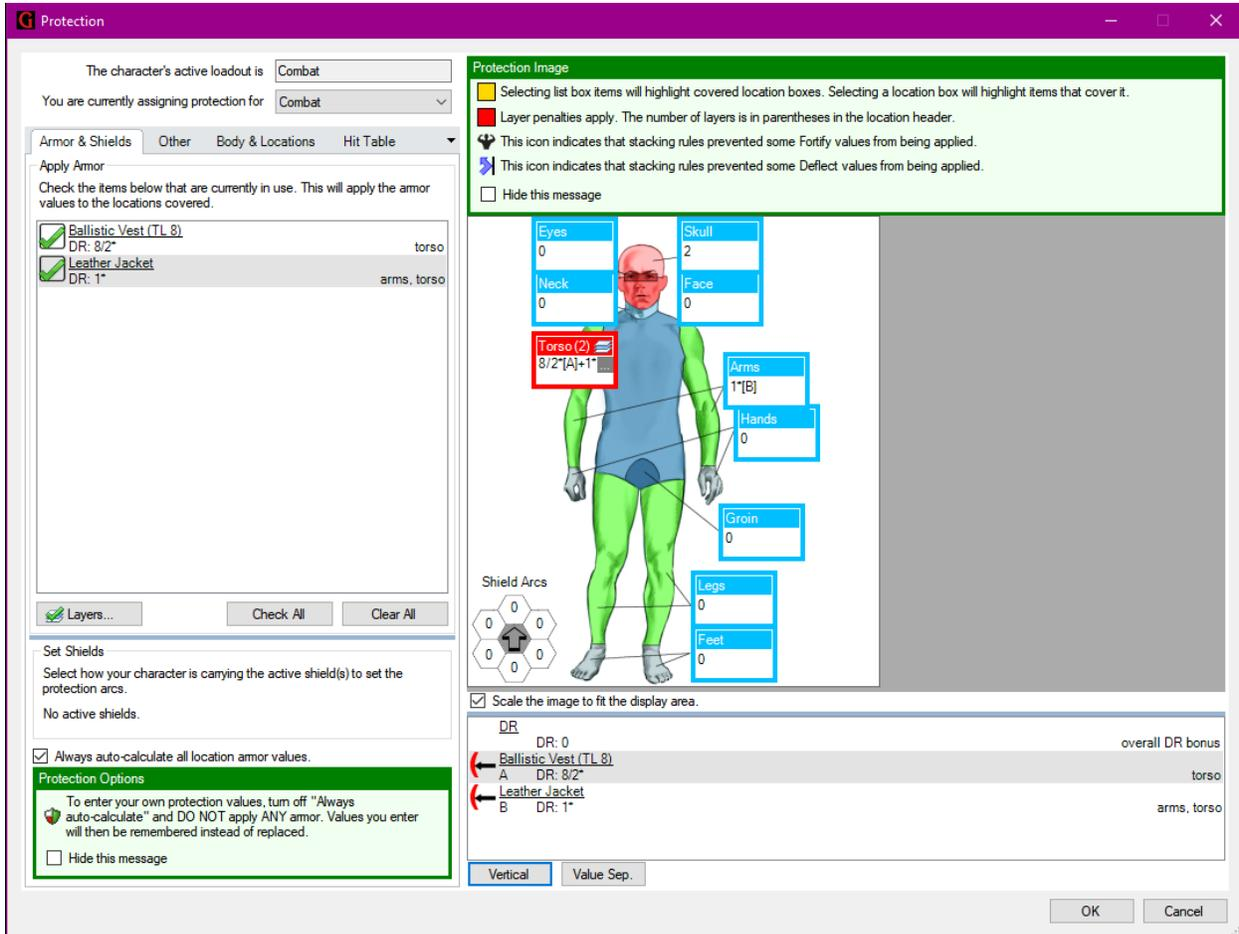 Protection
The character's active loadout is
Combat
You are currently assigning protection for
Combat
Armor & Shields
Other
Body & Locations
Hit Table
Apply Armor
Check the items below that are currently in use. This will apply the armor
values to the locations covered.
Ballistic Vest (TL 8)
DR: 8/2*
torso
Leather Jacket
DR: 1*
arms, torso
Layers...
Check All
Clear All
Set Shields
Select how your character is carrying the active shield(s) to set the
protection arcs.
No active shields.
Always auto-calculate all location armor values.
Protection Options
To enter your own protection values, turn off "Always
auto-calculate" and DO NOT apply ANY armor. Values you enter
will then be remembered instead of replaced.
Hide this message
Protection Image
Selecting list box items will highlight covered location boxes. Selecting a location box will highlight items that cover it.
Layer penalties apply. The number of layers is in parentheses in the location header.
This icon indicates that stacking rules prevented some Fortify values from being applied.
This icon indicates that stacking rules prevented some Deflect values from being applied.
Hide this message
Eyes
0
Skull
2
Neck
0
Face
0
Torso (2)
8/2*[A]+1*
...
Arms
1*[B]
Hands
0
Groin
0
Legs
0
Feet
0
Shield Arcs
0
0
0
0
0
0
Scale the image to fit the display area.
DR
DR: 0
overall DR bonus
Ballistic Vest (TL 8)
A DR: 8/2*
torso
Leather Jacket
B DR: 1*
arms, torso
Vertical
Value Sep.
OK
Cancel